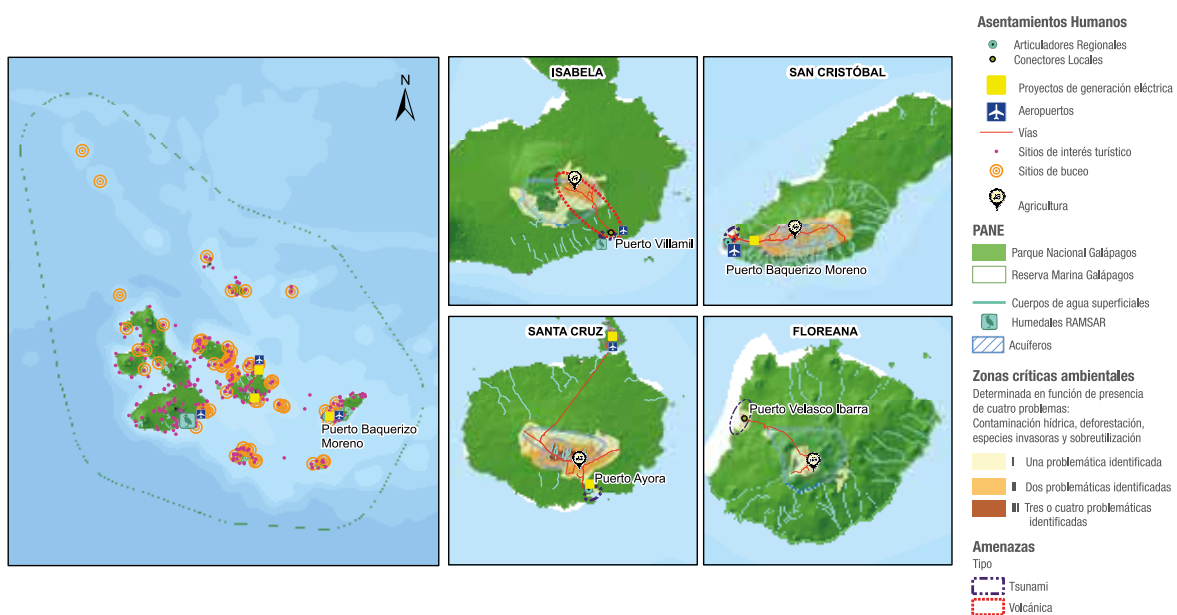 N
Puerto Baquerizo
Moreno
ISABELA
Puerto Villamil
SAN CRISTÓBAL
Puerto Baquerizo Moreno
SANTA CRUZ
Puerto Ayora
FLOREANA
Puerto Velasco Ibarra
Asentamientos Humanos
Articuladores Regionales
Conectores Locales
Proyectos de generación eléctrica
Aeropuertos
Vías
Sitios de interés turístico
Sitios de buceo
Agricultura
PANE
Parque Nacional Galápagos
Reserva Marina Galápagos
Cuerpos de agua superficiales
Humedales RAMSAR
Acuíferos
Zonas críticas ambientales
Determinada en función de presencia
de cuatro problemas:
Contaminación hídrica, deforestación,
especies invasoras y sobreutilización
I Una problemática identificada
II Dos problemáticas identificadas
III Tres o cuatro problemáticas
identificadas
Amenazas
Tipo
Tsunami
Volcánica